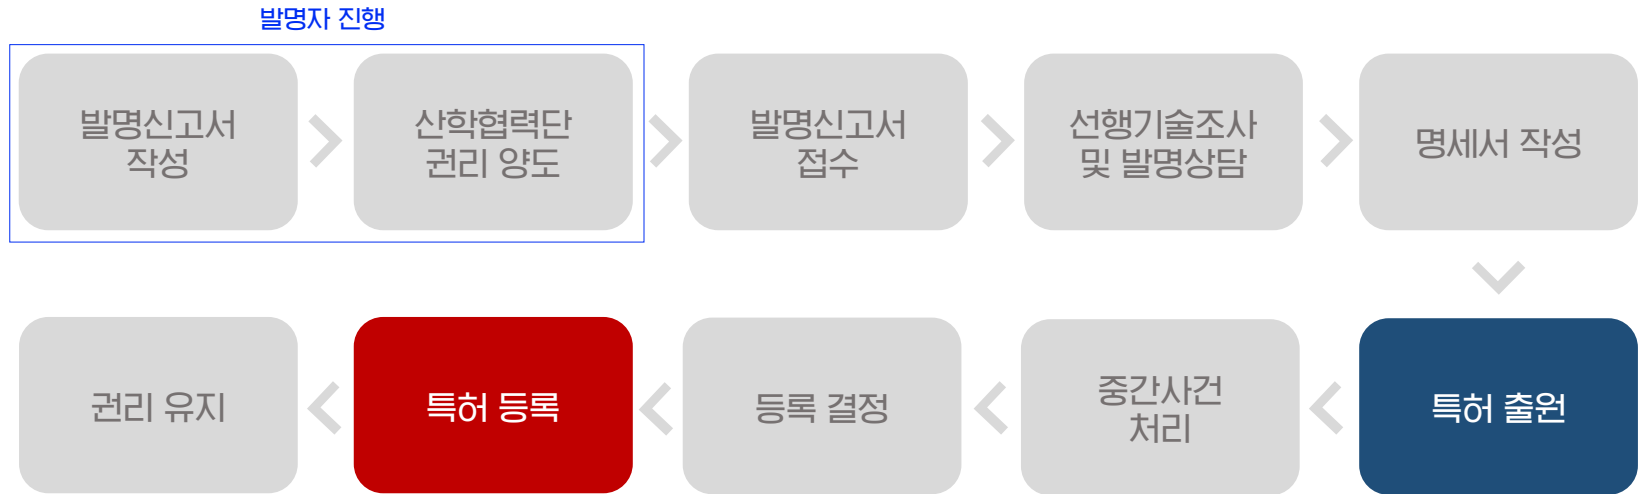 발명자 진행
발명신고서
작성
산학협력단
권리 양도
발명신고서
접수
선행기술조사
및 발명상담
명세서 작성
특허 출원
중간사건
처리
등록 결정
특허 등록
권리 유지